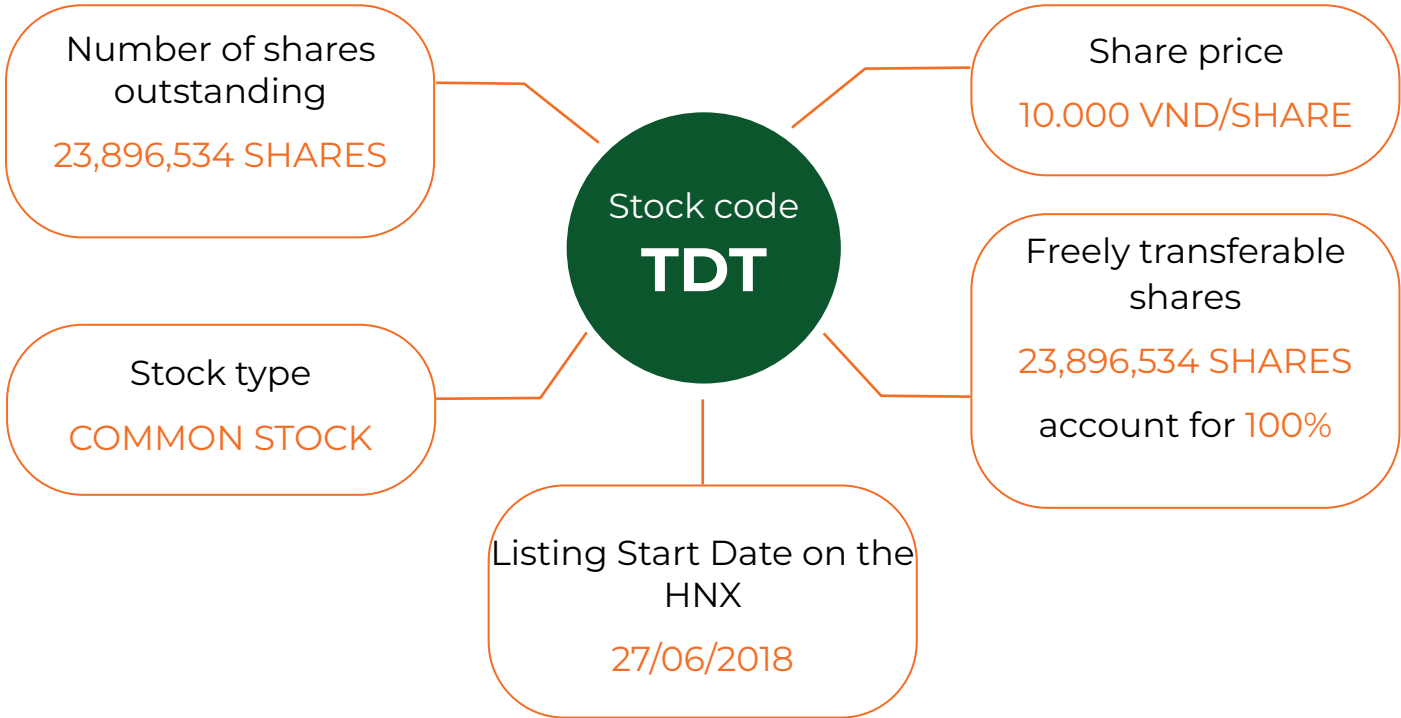 Number of shares
outstanding
23,896,534 SHARES
Share price
10.000 VND/SHARE
Stock code
TDT
Freely transferable
shares
23,896,534 SHARES
account for 100%
Stock type
COMMON STOCK
Listing Start Date on the
HNX
27/06/2018